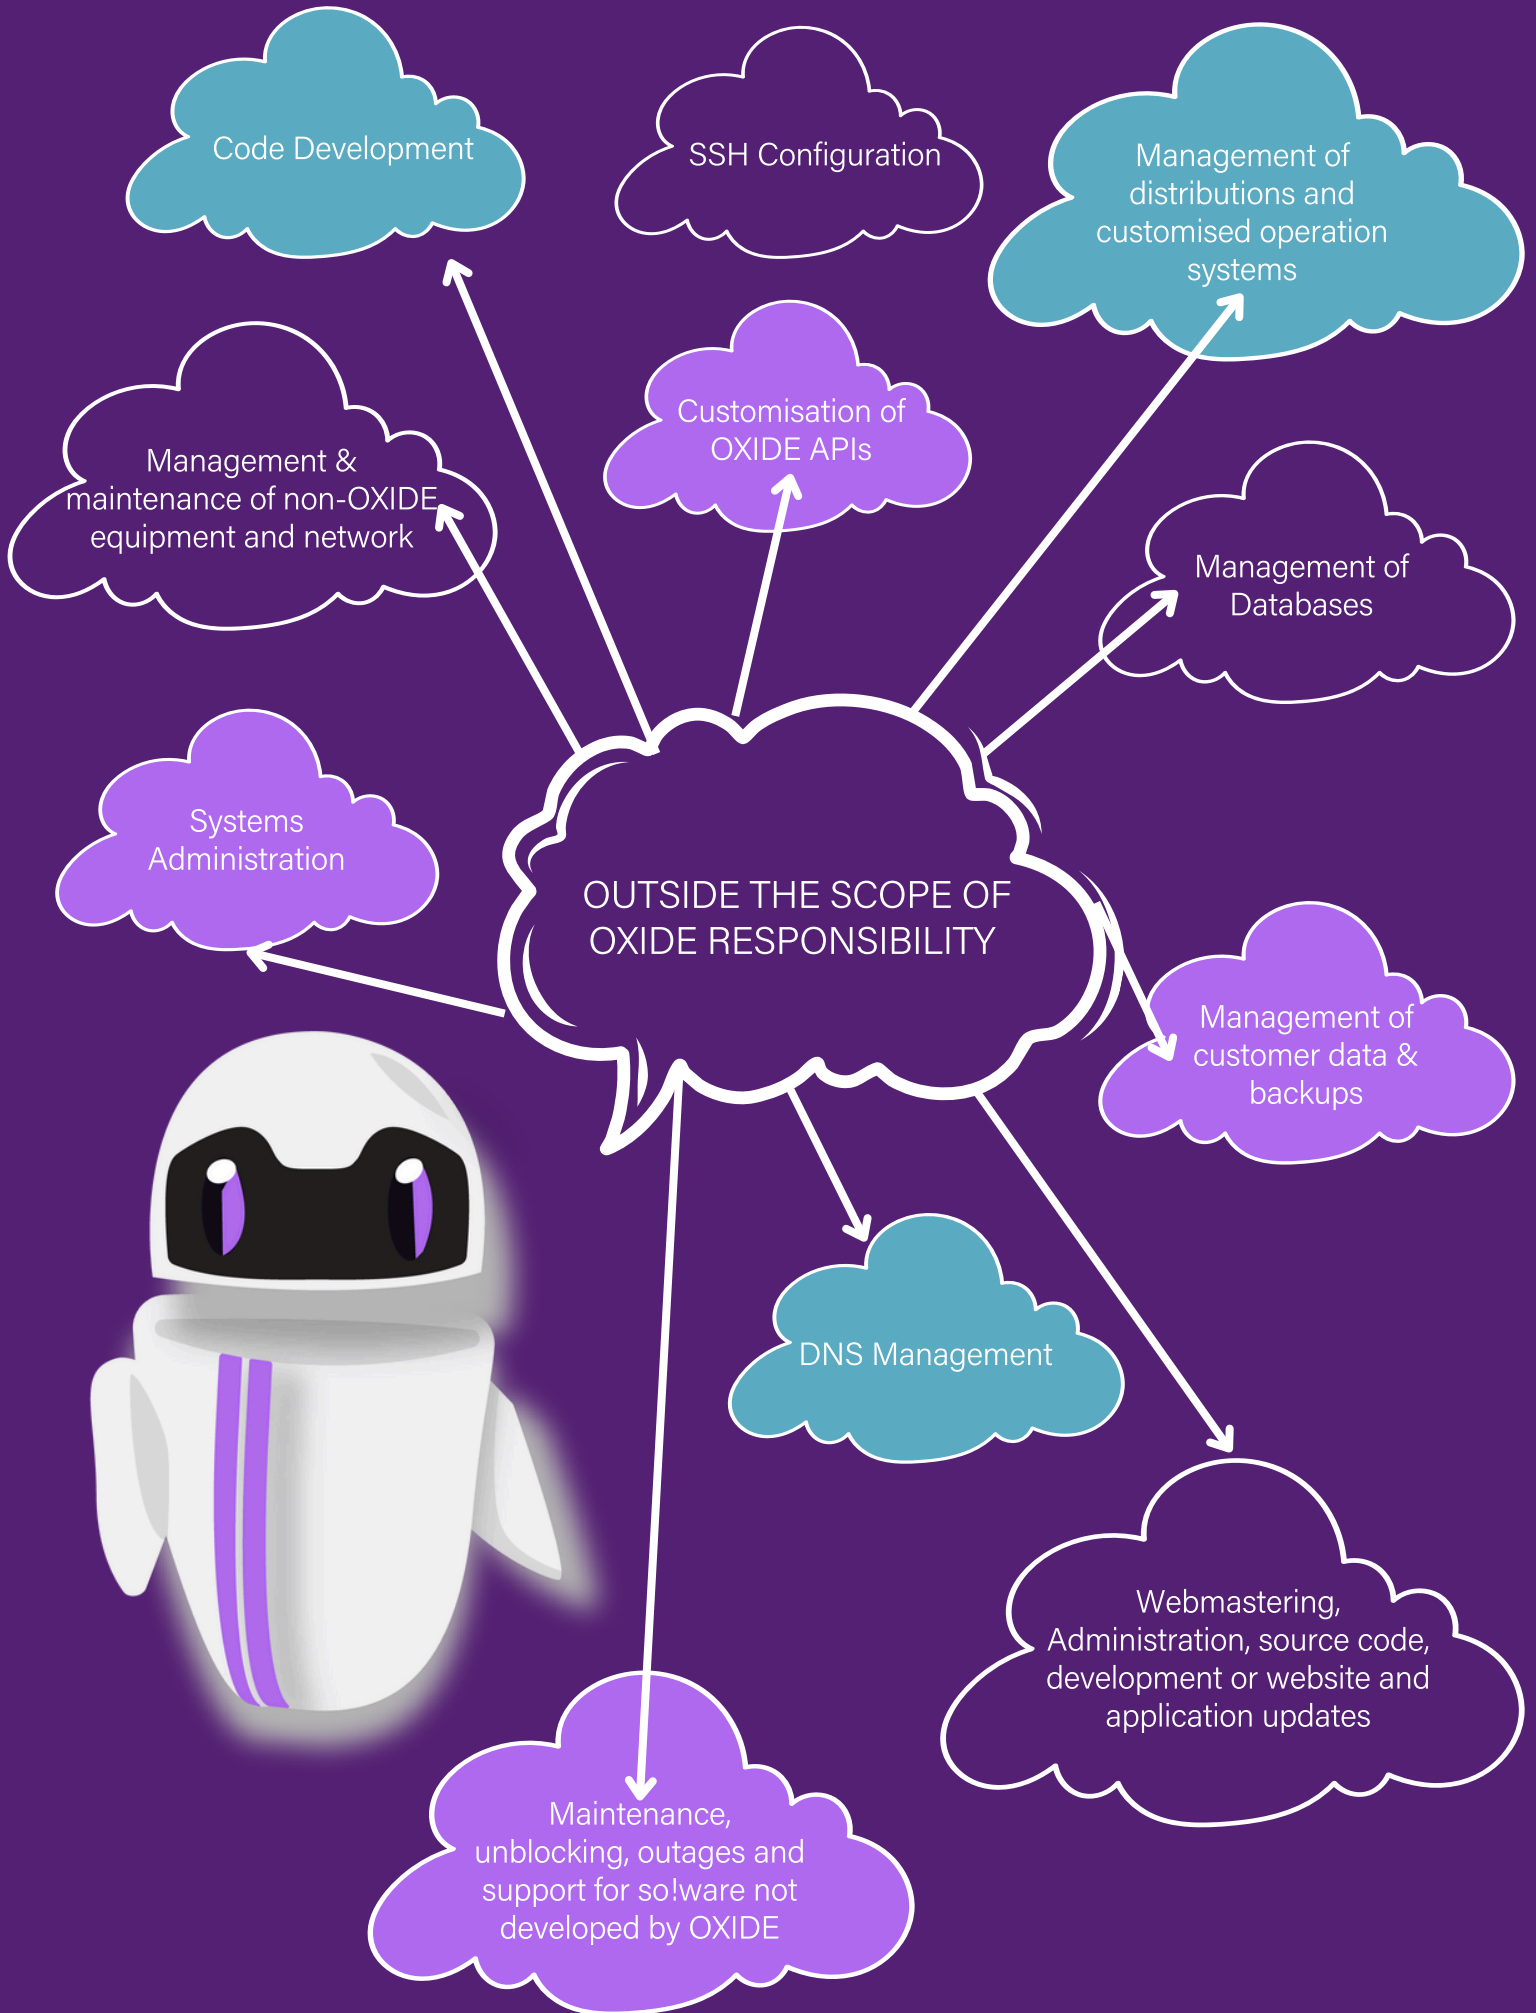 Code Development
SSH Configuration
Management of
distributions and
customised operation
systems
Customisation of
OXIDE APIs
Management &
maintenance of non-OXIDE
equipment and network
Management of
Databases
Systems
Administration
OUTSIDE THE SCOPE OF
OXIDE RESPONSIBILITY
Management of
customer data &
backups
DNS Management
Webmastering,
Administration, source code,
development or website and
application updates
Maintenance,
unblocking, outages and
support for so!ware not
developed by OXIDE